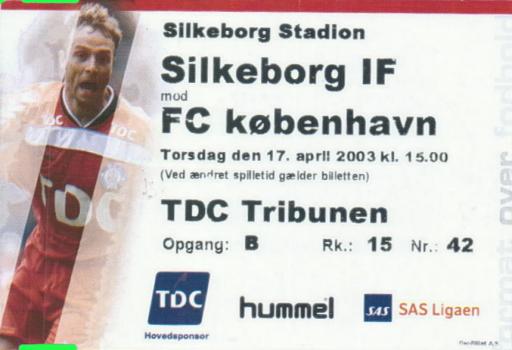 Silkeborg Stadion
Silkeborg IF
mod
FC københavn
Torsdag den 17. april 2003 kl. 15.00
(Ved ændret spilletid gælder billetten)
TDC Tribunen
Opgang: B Rk.: 15 Nr.: 42
TDC
Hovedsponsor
hummel
SAS SAS Ligaen
TDC
TDC
TDC